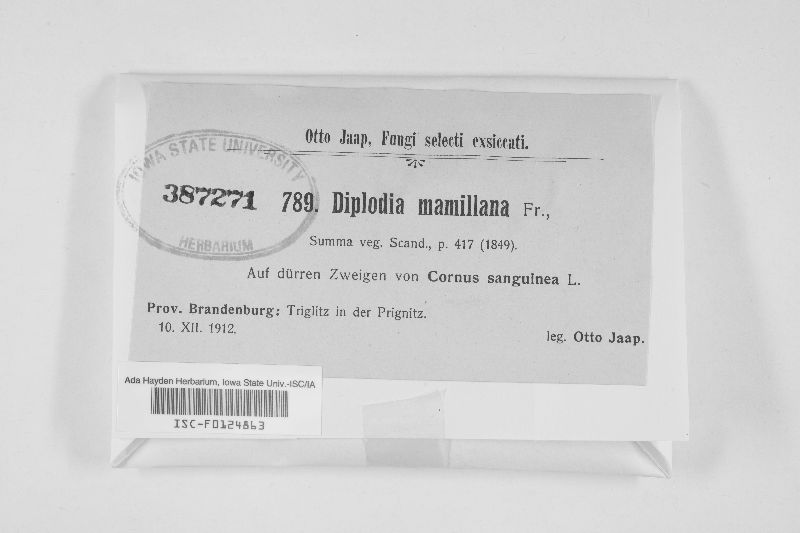 Otto Jaap, Fungi selecti exsiccati.
IOWA STATE UNIVERSITY
387271
HERBARIUM
789. Diplodia mamillana Fr.,
Summa veg. Scand., p. 417 (1849).
Auf dürren Zweigen von Cornus sanguinea L.
Prov. Brandenburg: Triglitz in der Prignitz.
10. XII. 1912.
leg. Otto Jaap.
Ada Hayden Herbarium, Iowa State Univ.-ISC/IA
ISC-F0124863